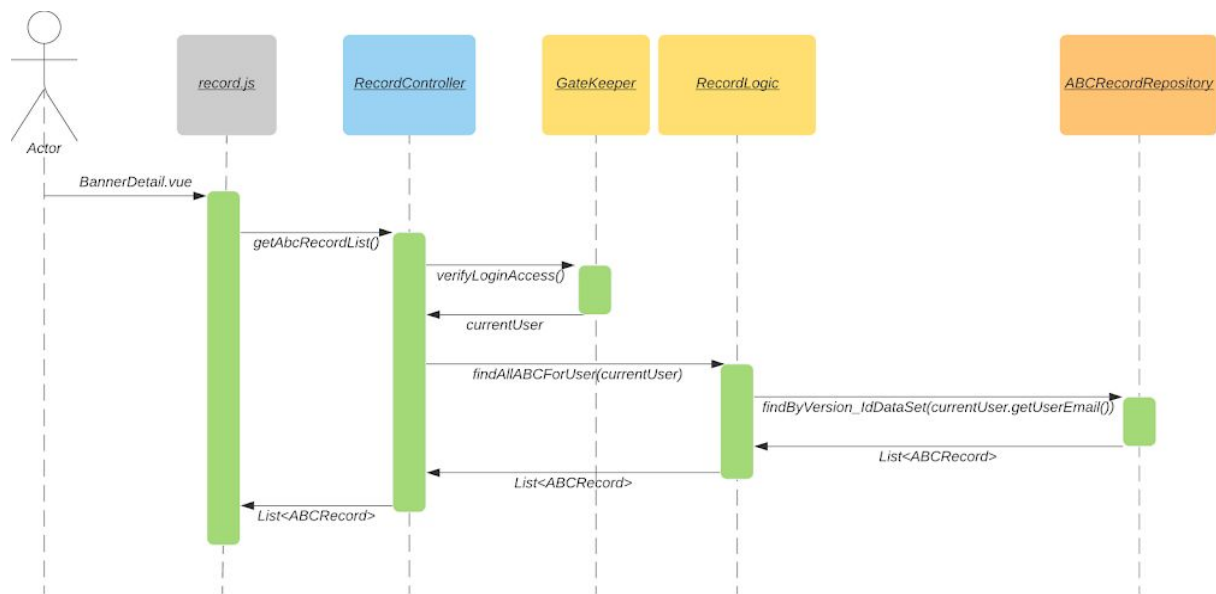 record.js
RecordController
GateKeeper
RecordLogic
ABCRecordRepository
Actor
BannerDetail.vue
getAbcRecordList()
verifyLoginAccess()
currentUser
findAllABCForUser(currentUser)
findByVersion_IdDataSet(currentUser.getUserEmail())
List<ABCRecord>
List<ABCRecord>
List<ABCRecord>